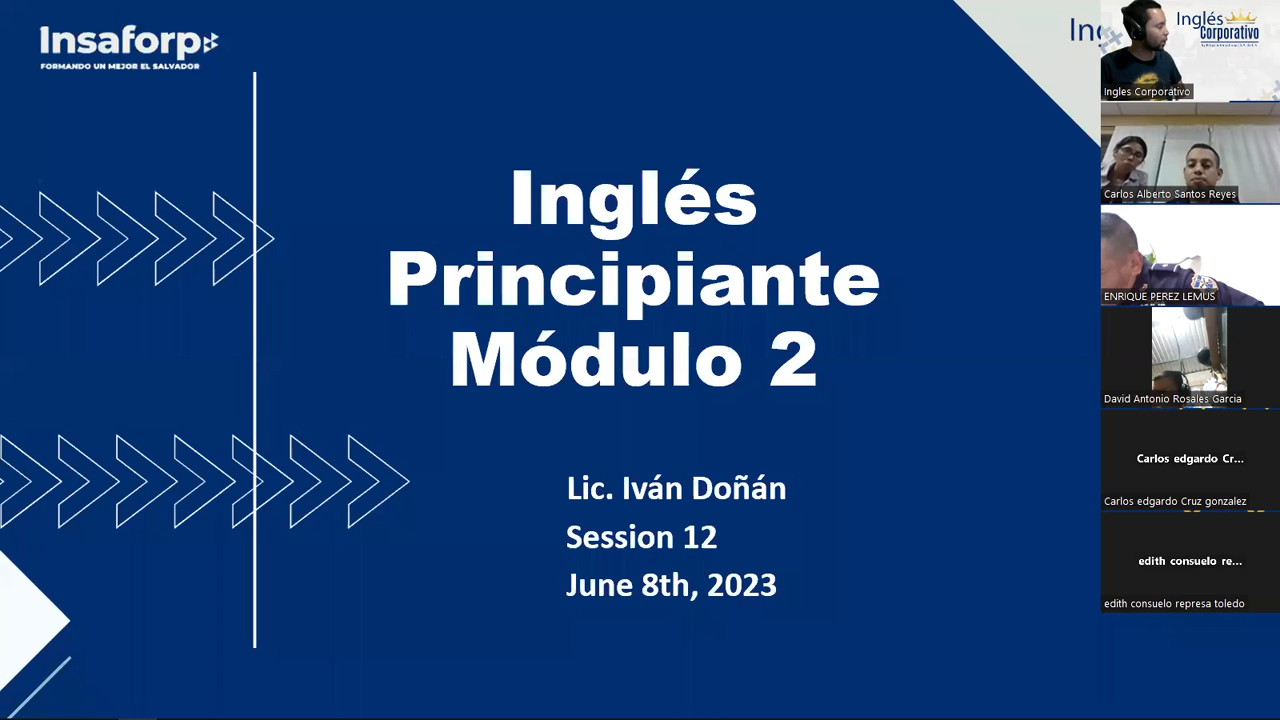 Insaforp
FORMANDO UN MEJOR EL SALVADOR
Inglés
Principiante
Módulo 2
Lic. Iván Doñán
Session 12
June 8th, 2023
Inglés
Corporativo
Ingles Corporativo
Carlos Alberto Santos Reyes
ENRIQUE PEREZ LEMUS
David Antonio Rosales Garcia
Carlos edgardo Cr...
Carlos edgardo Cruz gonzalez
edith consuelo re...
edith consuelo represa toledo